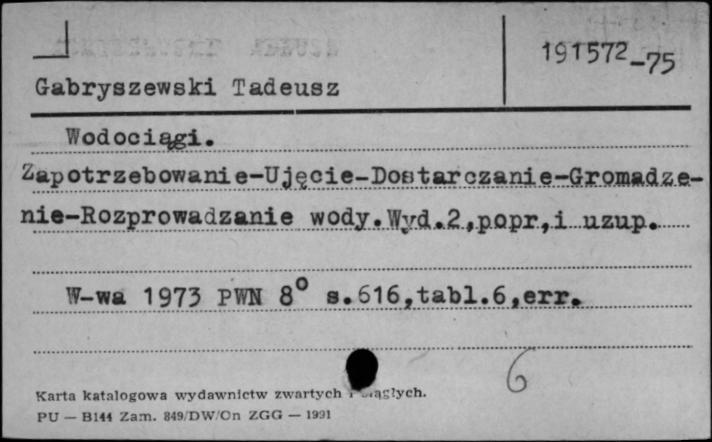 191572-75
Gabryszewski Tadeusz
Wodociągi.
Zapotrzebowanie-Ujęcie-Dostarczanie-Gromadze-
nie-Rozprowadzanie wody.Wyd.2,popr,i uzup.
W-wa 1973 PWN 8° s.616,tabl.6,err.
6
Karta katalogowa wydawnictw zwartych i ciągłych.
PU — B144 Zam. 849/DW/On ZGG — 1991